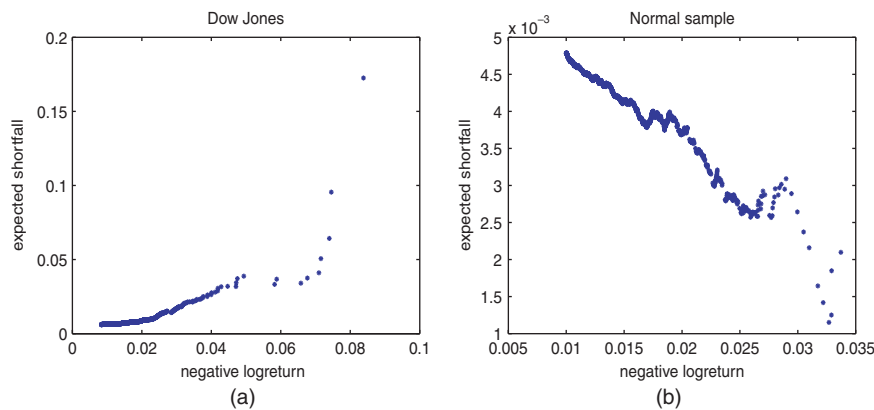 Dow Jones
0.2
0.15
0.1
0.05
0
expected shortfall
0 0.02 0.04 0.06 0.08 0.1
negative logreturn
(a)
Normal sample
5 × 10⁻³
4.5
4
3.5
3
2.5
2
1.5
1
expected shortfall
0.005 0.01 0.015 0.02 0.025 0.03 0.035
negative logreturn
(b)